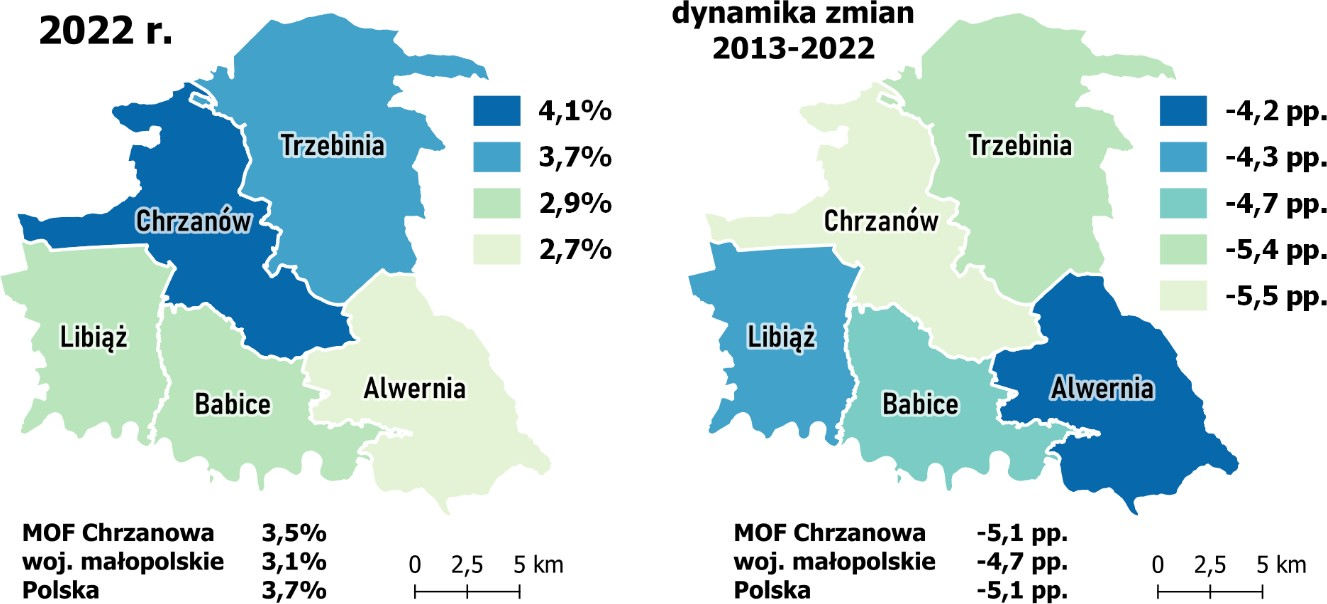 2022 r.
4,1%
3,7%
2,9%
2,7%
Trzebinia
Chrzanów
Libiąż
Babice
Alwernia
MOF Chrzanowa 3,5%
woj. małopolskie 3,1%
Polska 3,7%
0 2,5 5 km
dynamika zmian
2013-2022
-4,2 pp.
-4,3 pp.
-4,7 pp.
-5,4 pp.
-5,5 pp.
Trzebinia
Chrzanów
Libiąż
Babice
Alwernia
MOF Chrzanowa -5,1 pp.
woj. małopolskie -4,7 pp.
Polska -5,1 pp.
0 2,5 5 km